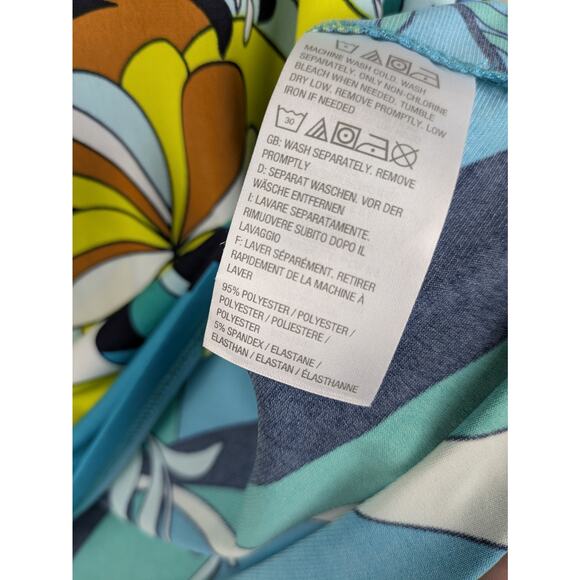 MACHINE WASH COLD. WASH
SEPARATELY. ONLY NON-CHLORINE
BLEACH WHEN NEEDED. TUMBLE
DRY LOW. REMOVE PROMPTLY. LOW
IRON IF NEEDED
30
GB: WASH SEPARATELY. REMOVE
PROMPTLY
D: SEPARAT WASCHEN. VOR DER
WÄSCHE ENTFERNEN
I: LAVARE SEPARATAMENTE.
RIMUOVERE SUBITO DOPO IL
LAVAGGIO
F: LAVER SÉPARÉMENT. RETIRER
RAPIDEMENT DE LA MACHINE À
LAVER
95% POLYESTER / POLYESTER /
POLYESTER / POLIESTERE /
POLYESTER
5% SPANDEX / ELASTANE /
ELASTHAN / ELASTAN / ÉLASTHANNE